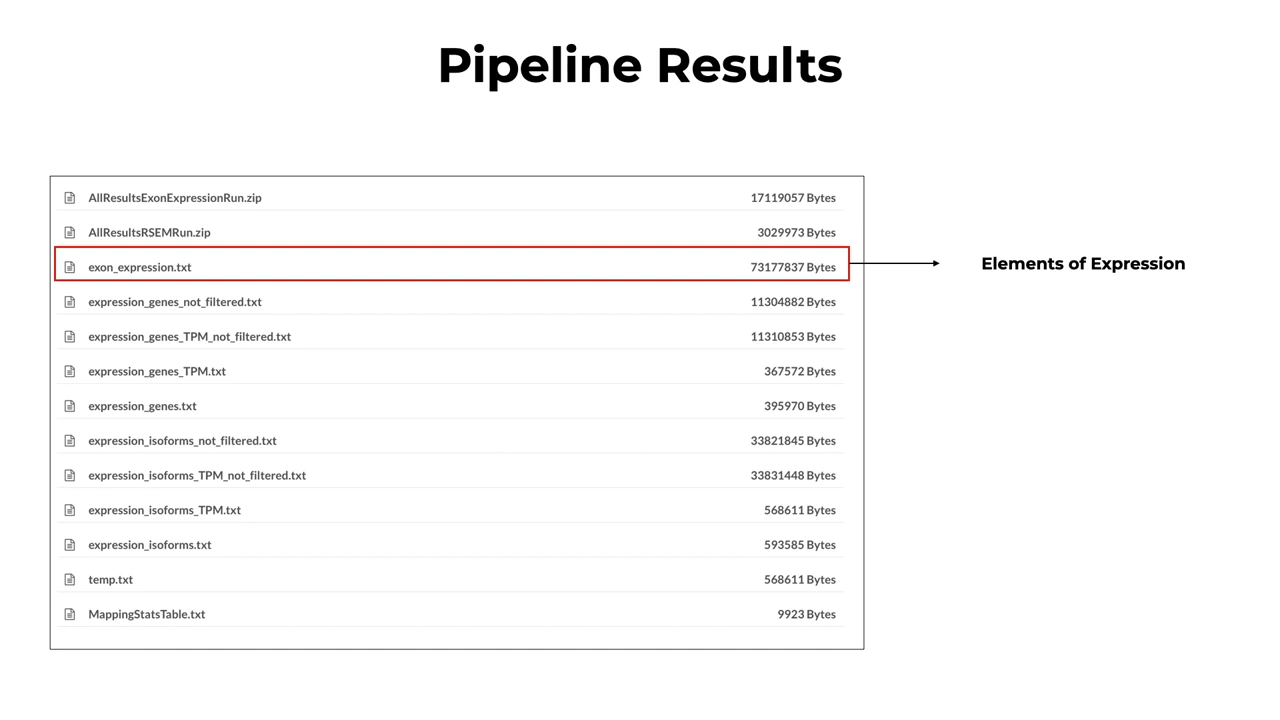 Pipeline Results
AllResultsExonExpressionRun.zip 17119057 Bytes
AllResultsRSEMRun.zip 3029973 Bytes
exon_expression.txt 73177837 Bytes
Elements of Expression
expression_genes_not_filtered.txt 11304882 Bytes
expression_genes_TPM_not_filtered.txt 11310853 Bytes
expression_genes_TPM.txt 367572 Bytes
expression_genes.txt 395970 Bytes
expression_isoforms_not_filtered.txt 33821845 Bytes
expression_isoforms_TPM_not_filtered.txt 33831448 Bytes
expression_isoforms_TPM.txt 568611 Bytes
expression_isoforms.txt 593585 Bytes
temp.txt 568611 Bytes
MappingStatsTable.txt 9923 Bytes